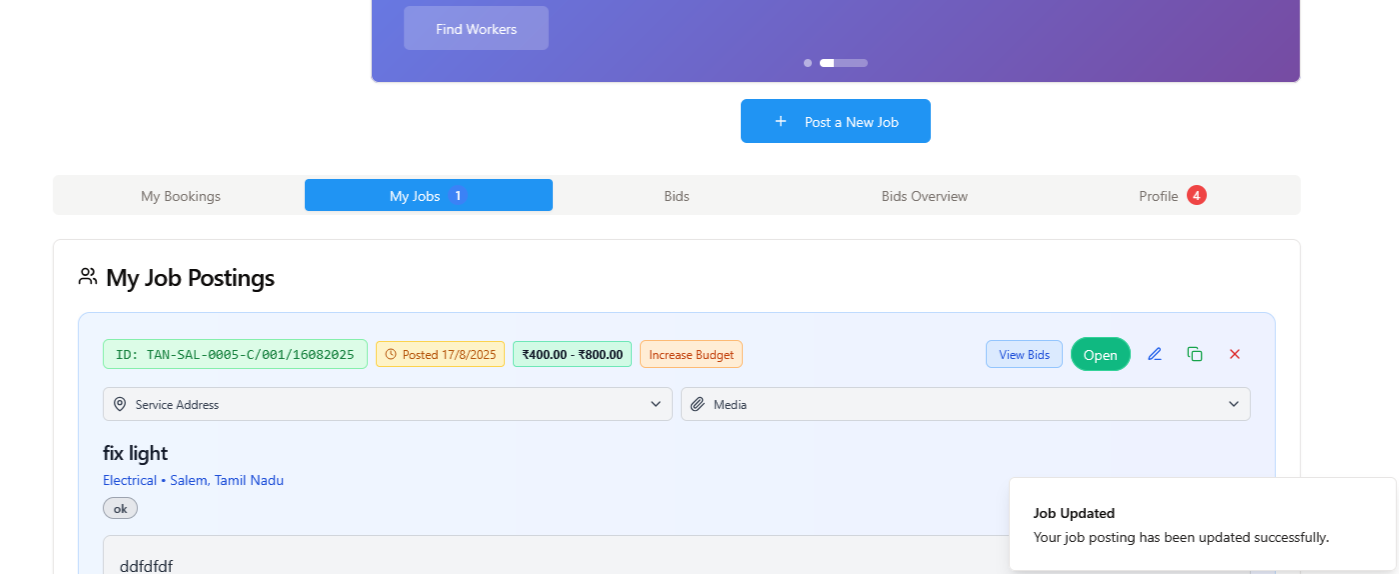 Find Workers
+ Post a New Job
My Bookings My Jobs 1 Bids Bids Overview Profile 4
My Job Postings
ID: TAN-SAL-0005-C/001/16082025 Posted 17/8/2025 ₹400.00 - ₹800.00 Increase Budget View Bids Open
Service Address Media
fix light
Electrical • Salem, Tamil Nadu
ok
Job Updated
Your job posting has been updated successfully.
ddfdfdf